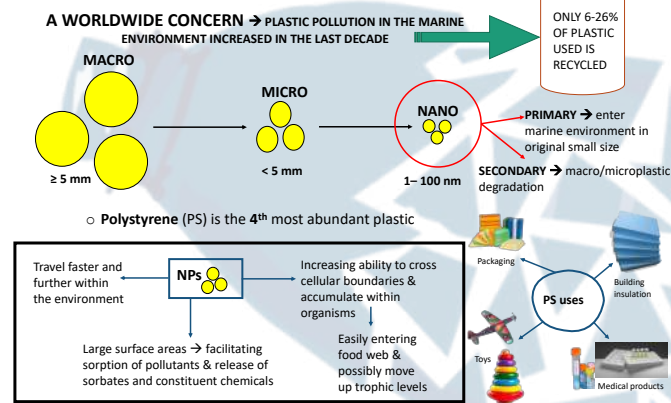 A WORLDWIDE CONCERN → PLASTIC POLLUTION IN THE MARINE
ENVIRONMENT INCREASED IN THE LAST DECADE
ONLY 6-26%
OF PLASTIC
USED IS
RECYCLED
MACRO
≥ 5 mm
MICRO
< 5 mm
NANO
1– 100 nm
PRIMARY → enter
marine environment in
original small size
SECONDARY → macro/microplastic
degradation
○ Polystyrene (PS) is the 4th most abundant plastic
NPs
Travel faster and
further within
the environment
Increasing ability to cross
cellular boundaries &
accumulate within
organisms
Large surface areas → facilitating
sorption of pollutants & release of
sorbates and constituent chemicals
Easily entering
food web &
possibly move
up trophic levels
PS uses
Packaging
Building
insulation
Toys
Medical products